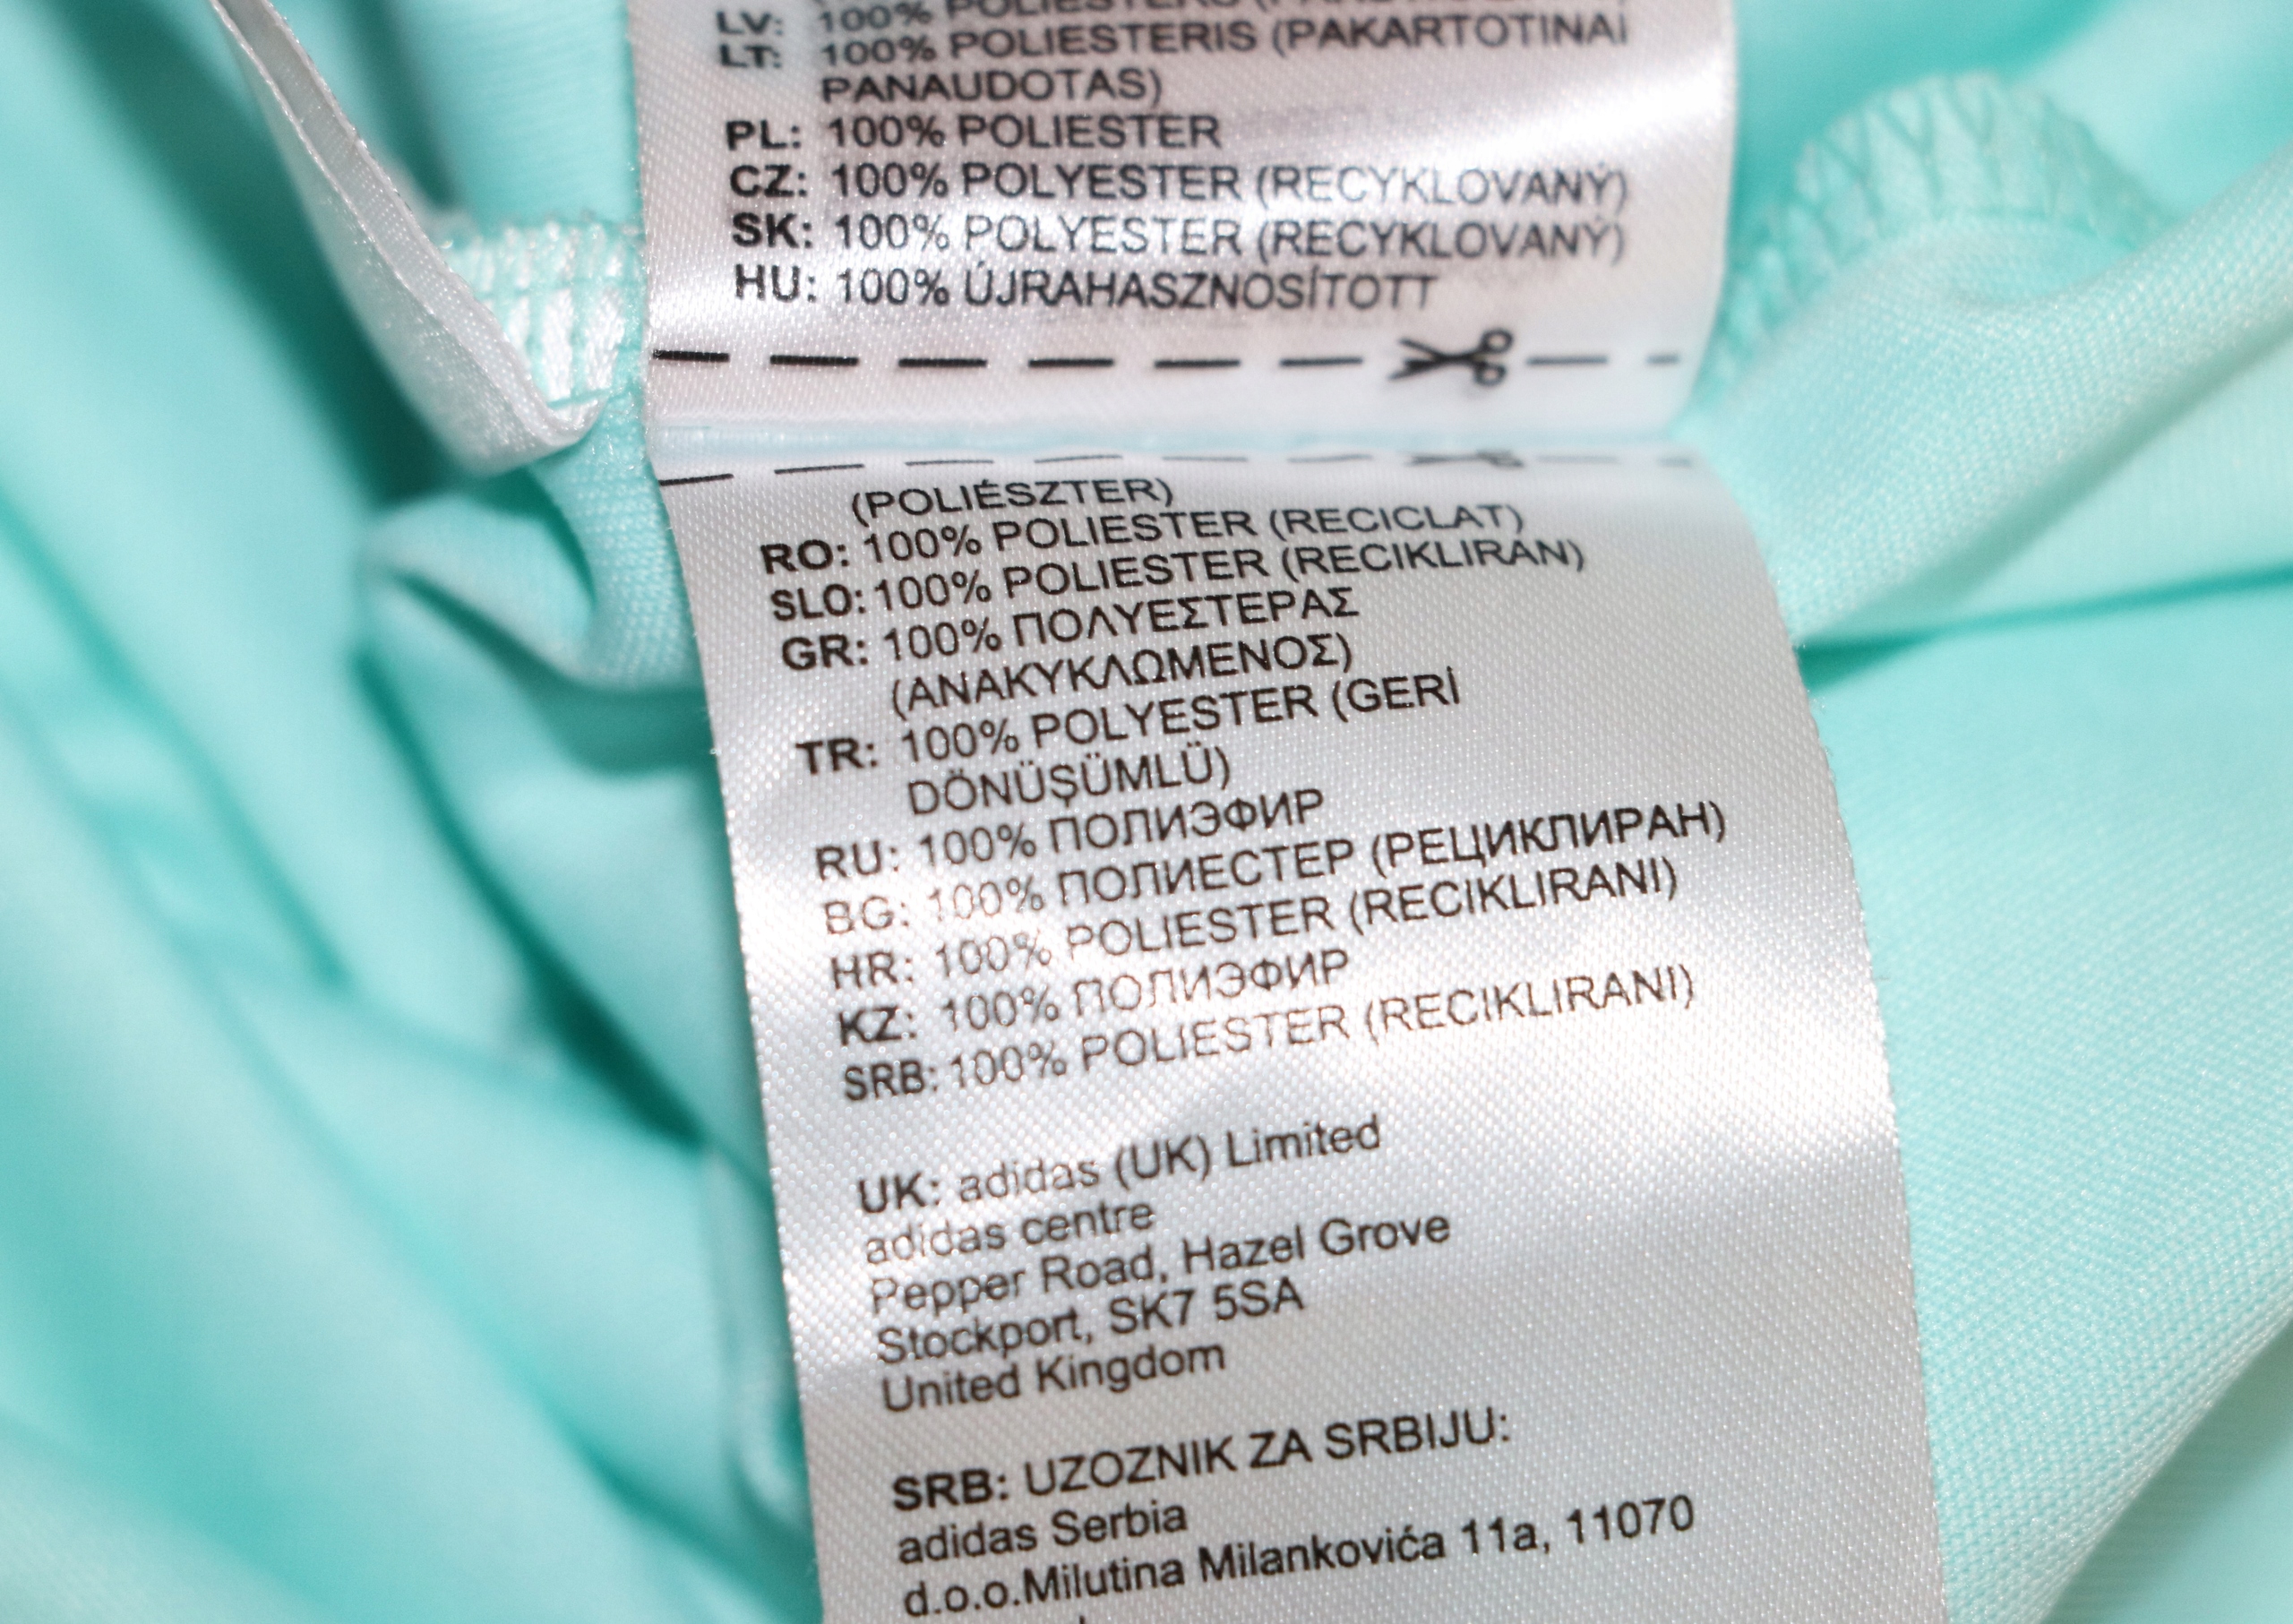 LV: 100%
LT: 100% POLIESTERIS (PAKARTOTINAI
PANAUDOTAS)
PL: 100% POLIESTER
CZ: 100% POLYESTER (RECYKLOVANÝ)
SK: 100% POLYESTER (RECYKLOVANÝ)
HU: 100% ÚJRAHASZNOSÍTOTT
(POLIÉSZTER)
RO: 100% POLIESTER (RECICLAT)
SLO: 100% POLIESTER (RECIKLIRAN)
GR: 100% ΠΟΛΥΕΣΤΕΡΑΣ
(ΑΝΑΚΥΚΛΩΜΕΝΟΣ)
TR: 100% POLYESTER (GERİ
DÖNÜŞÜMLÜ)
RU: 100% ПОЛИЭФИР
BG: 100% ПОЛИЕСТЕР (РЕЦИКЛИРАН)
HR: 100% POLIESTER (RECIKLIRANI)
KZ: 100% ПОЛИЭФИР
SRB: 100% POLIESTER (RECIKLIRANI)
UK: adidas (UK) Limited
adidas centre
Pepper Road, Hazel Grove
Stockport, SK7 5SA
United Kingdom
SRB: UZOZNIK ZA SRBIJU:
adidas Serbia
d.o.o.Milutina Milankovića 11a, 11070